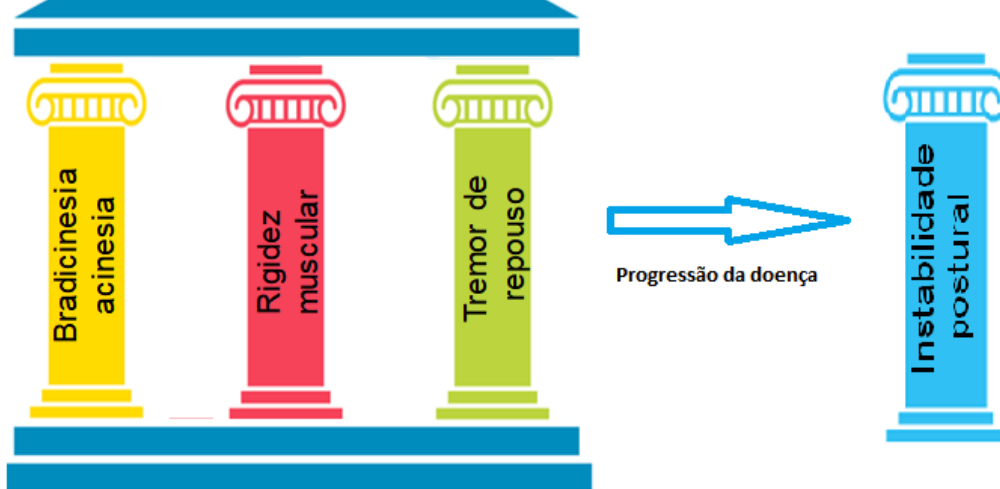 Bradicinesia
acinesia
Rigidez
muscular
Tremor de
repouso
Progressão da doença
Instabilidade
postural